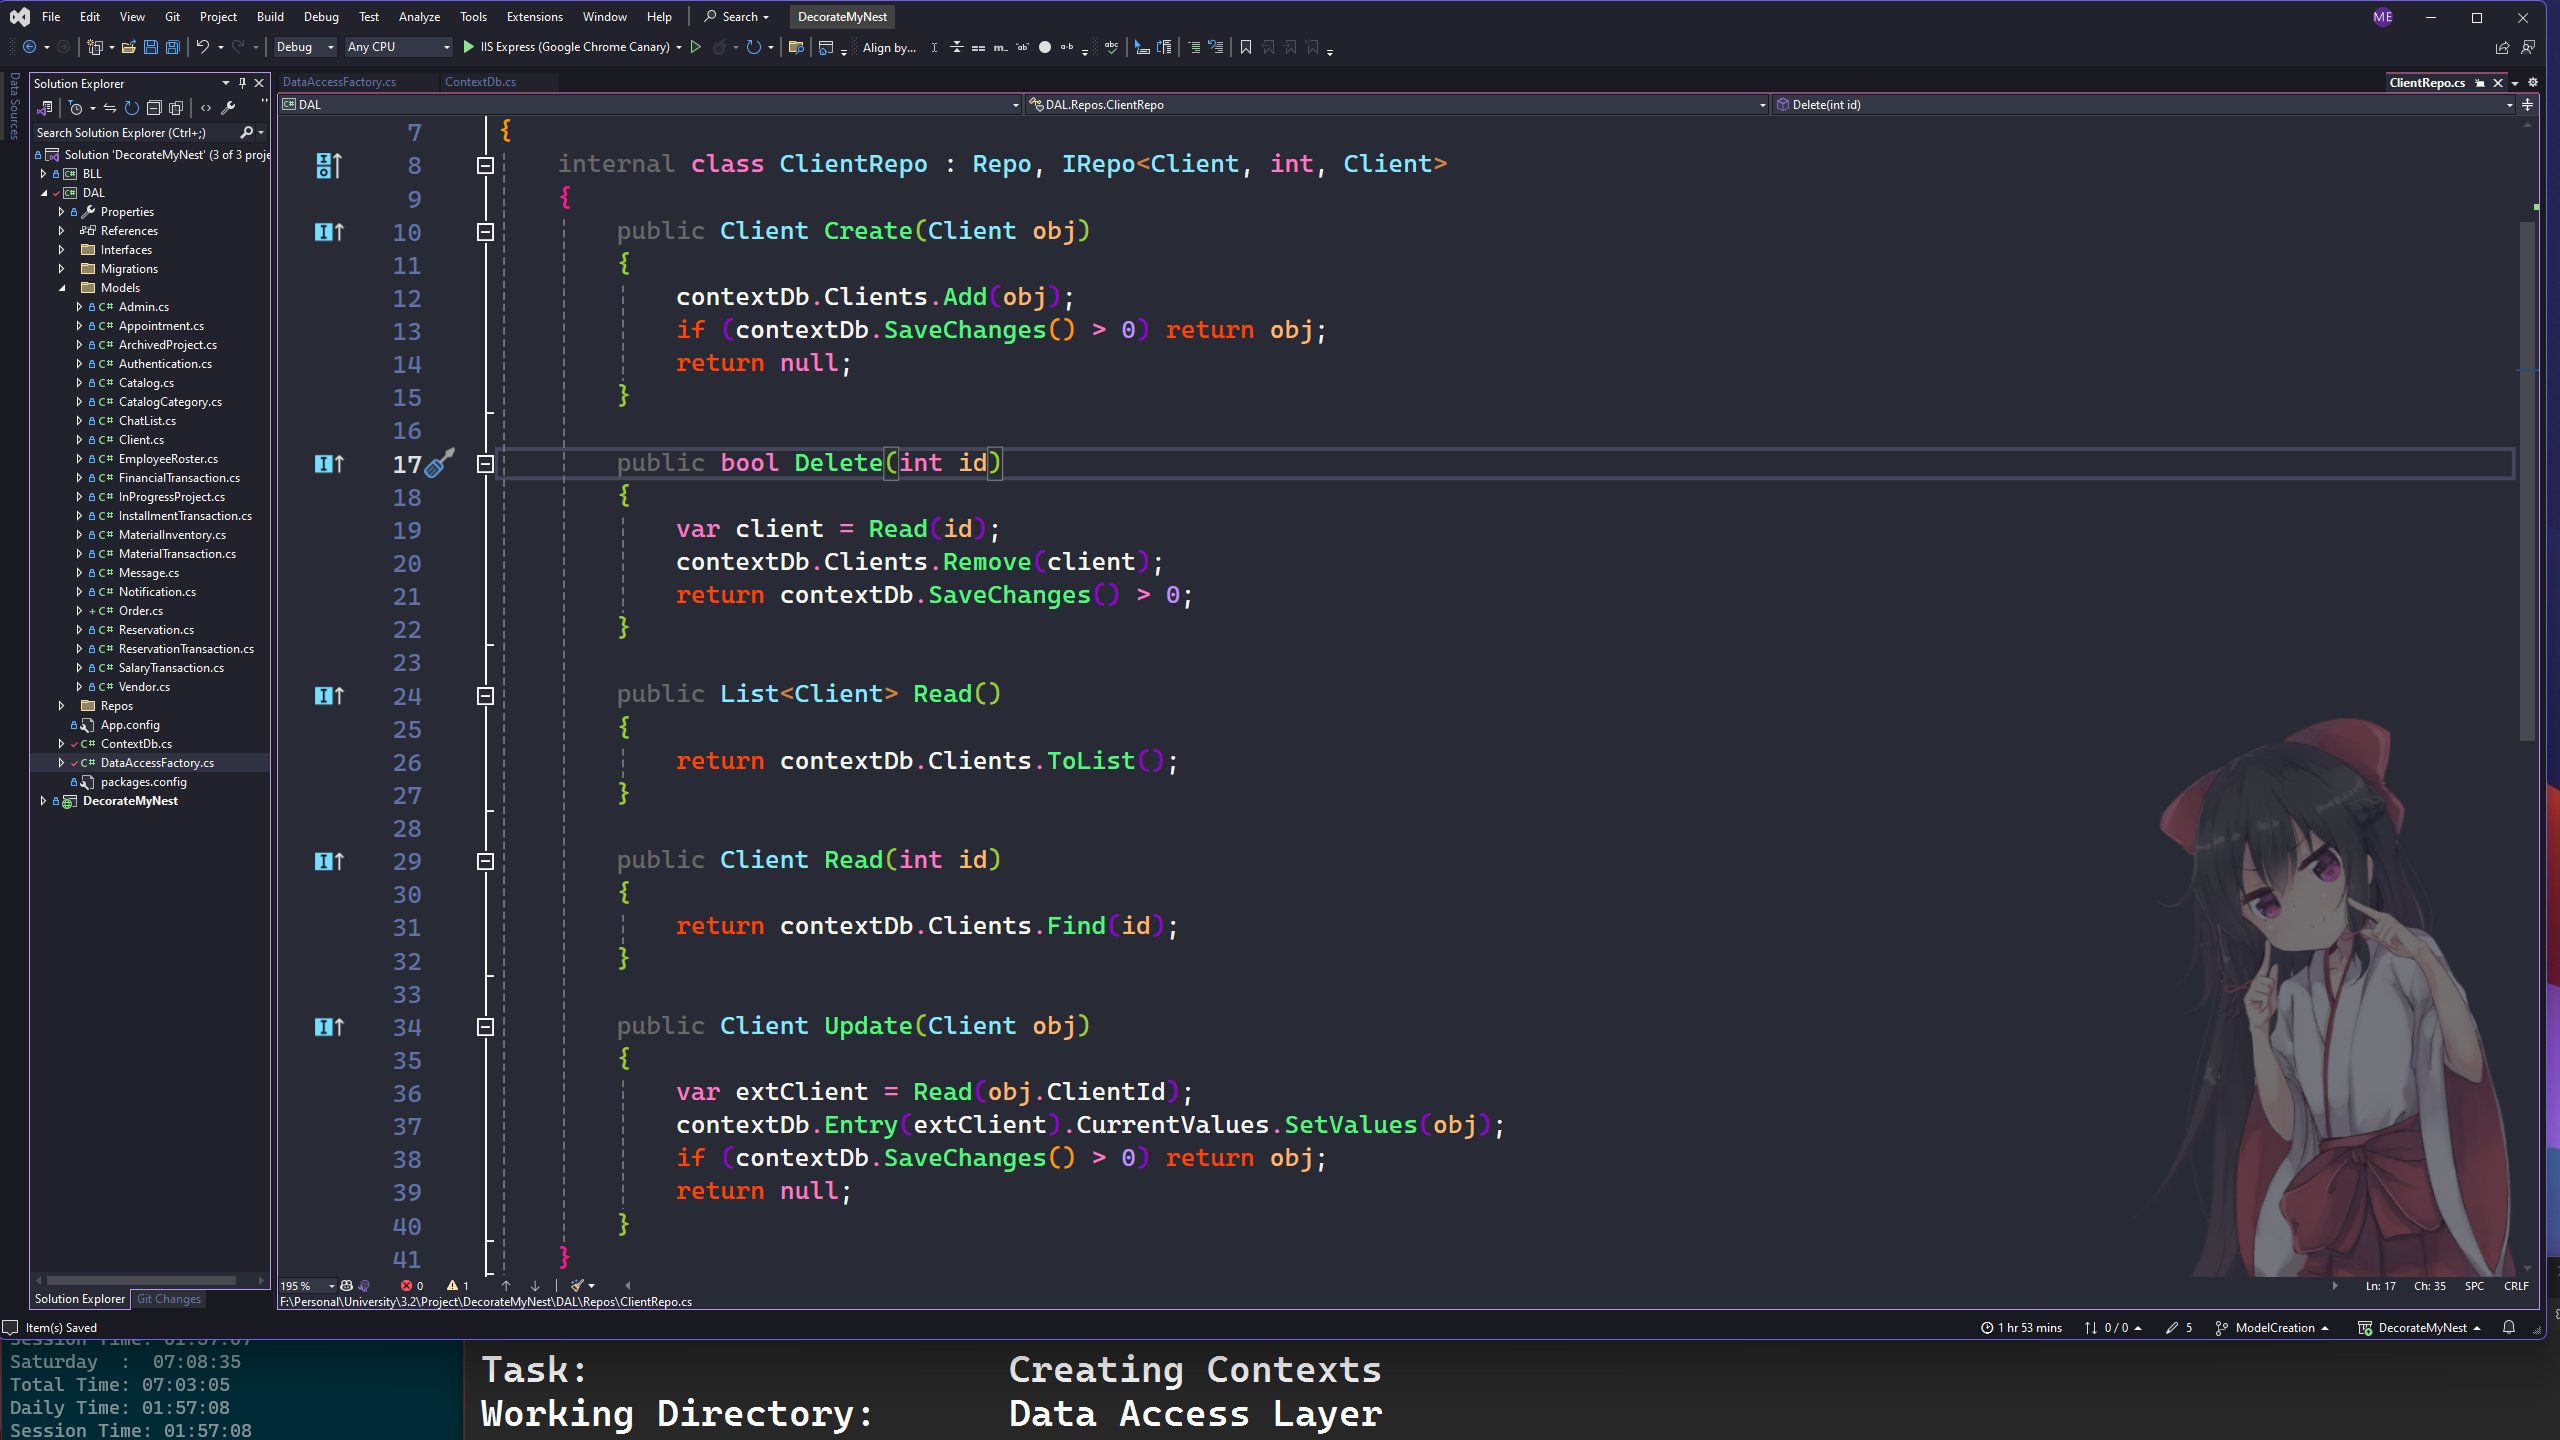 File Edit View Git Project Build Debug Test Analyze Tools Extensions Window Help Search DecorateMyNest ME
Debug Any CPU IIS Express (Google Chrome Canary) Align by...
Data Sources
Solution Explorer
Search Solution Explorer (Ctrl+;)
Solution 'DecorateMyNest' (3 of 3 proje
BLL
DAL
Properties
References
Interfaces
Migrations
Models
C# Admin.cs
C# Appointment.cs
C# ArchivedProject.cs
C# Authentication.cs
C# Catalog.cs
C# CatalogCategory.cs
C# ChatList.cs
C# Client.cs
C# EmployeeRoster.cs
C# FinancialTransaction.cs
C# InProgressProject.cs
C# InstallmentTransaction.cs
C# MaterialInventory.cs
C# MaterialTransaction.cs
C# Message.cs
C# Notification.cs
C# Order.cs
C# Reservation.cs
C# ReservationTransaction.cs
C# SalaryTransaction.cs
C# Vendor.cs
Repos
App.config
C# ContextDb.cs
C# DataAccessFactory.cs
packages.config
DecorateMyNest
Solution Explorer Git Changes
DataAccessFactory.cs ContextDb.cs ClientRepo.cs
DAL DAL.Repos.ClientRepo Delete(int id)
7 {
8 internal class ClientRepo : Repo, IRepo<Client, int, Client>
9 {
10 public Client Create(Client obj)
11 {
12 contextDb.Clients.Add(obj);
13 if (contextDb.SaveChanges() > 0) return obj;
14 return null;
15 }
16
17 public bool Delete(int id)
18 {
19 var client = Read(id);
20 contextDb.Clients.Remove(client);
21 return contextDb.SaveChanges() > 0;
22 }
23
24 public List<Client> Read()
25 {
26 return contextDb.Clients.ToList();
27 }
28
29 public Client Read(int id)
30 {
31 return contextDb.Clients.Find(id);
32 }
33
34 public Client Update(Client obj)
35 {
36 var extClient = Read(obj.ClientId);
37 contextDb.Entry(extClient).CurrentValues.SetValues(obj);
38 if (contextDb.SaveChanges() > 0) return obj;
39 return null;
40 }
41 }
195 % 0 1 Ln: 17 Ch: 35 SPC CRLF
F:\Personal\University\3.2\Project\DecorateMyNest\DAL\Repos\ClientRepo.cs
Item(s) Saved 1 hr 53 mins 0 / 0 5 ModelCreation DecorateMyNest
Session Time: 01:57:07
Saturday : 07:08:35
Total Time: 07:03:05
Daily Time: 01:57:08
Session Time: 01:57:08
Task: Creating Contexts
Working Directory: Data Access Layer